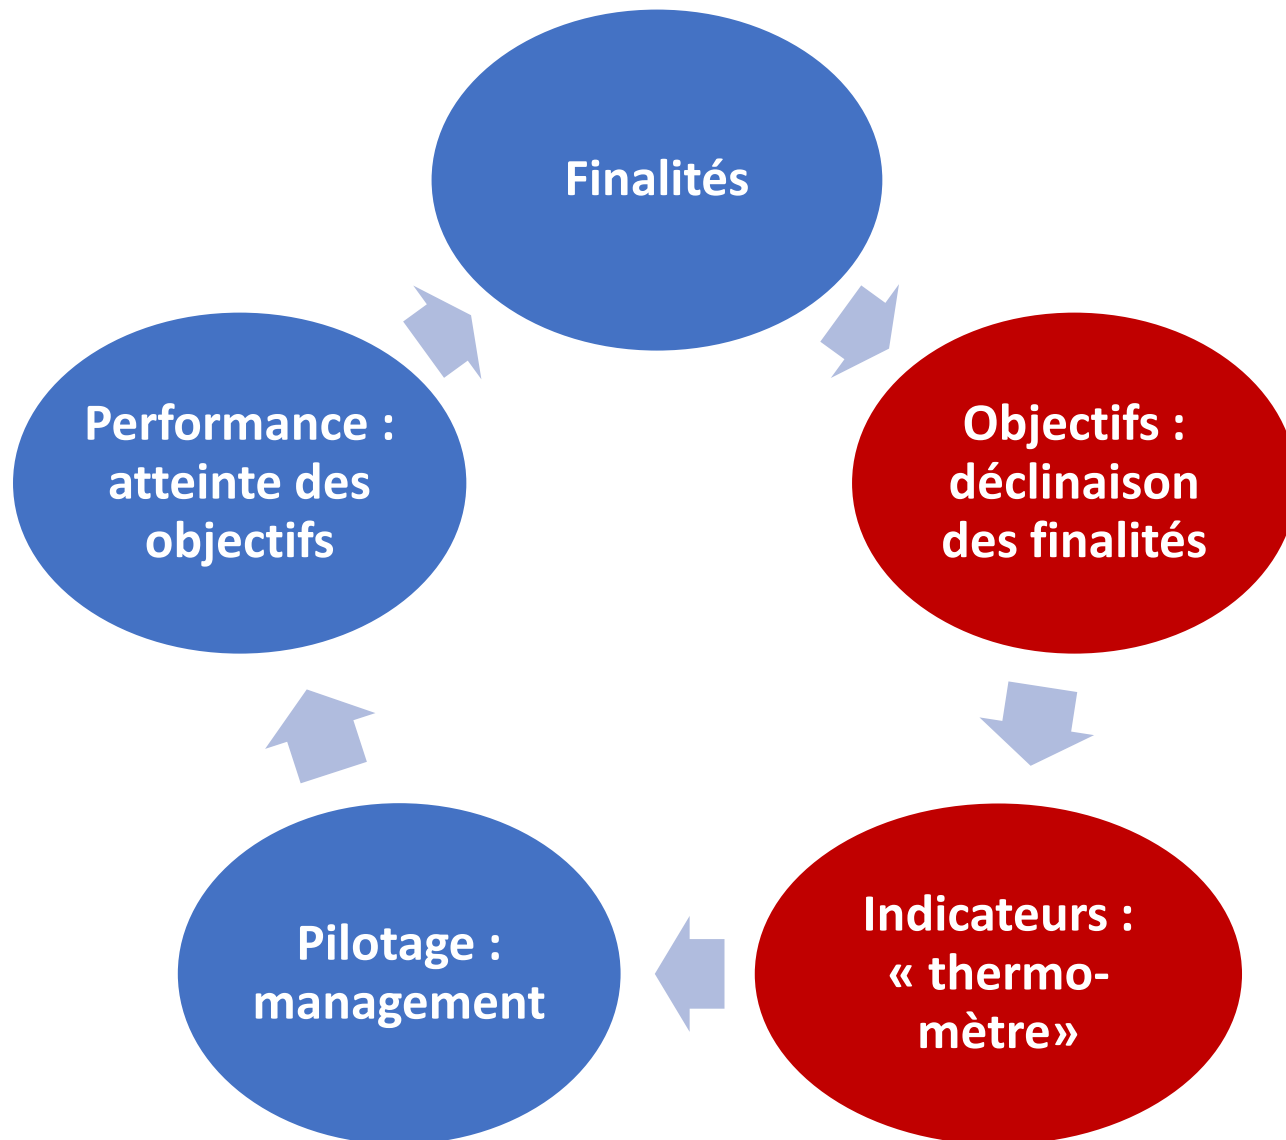 Finalités
Objectifs :
déclinaison
des finalités
Indicateurs :
« thermo-
mètre»
Pilotage :
management
Performance :
atteinte des
objectifs